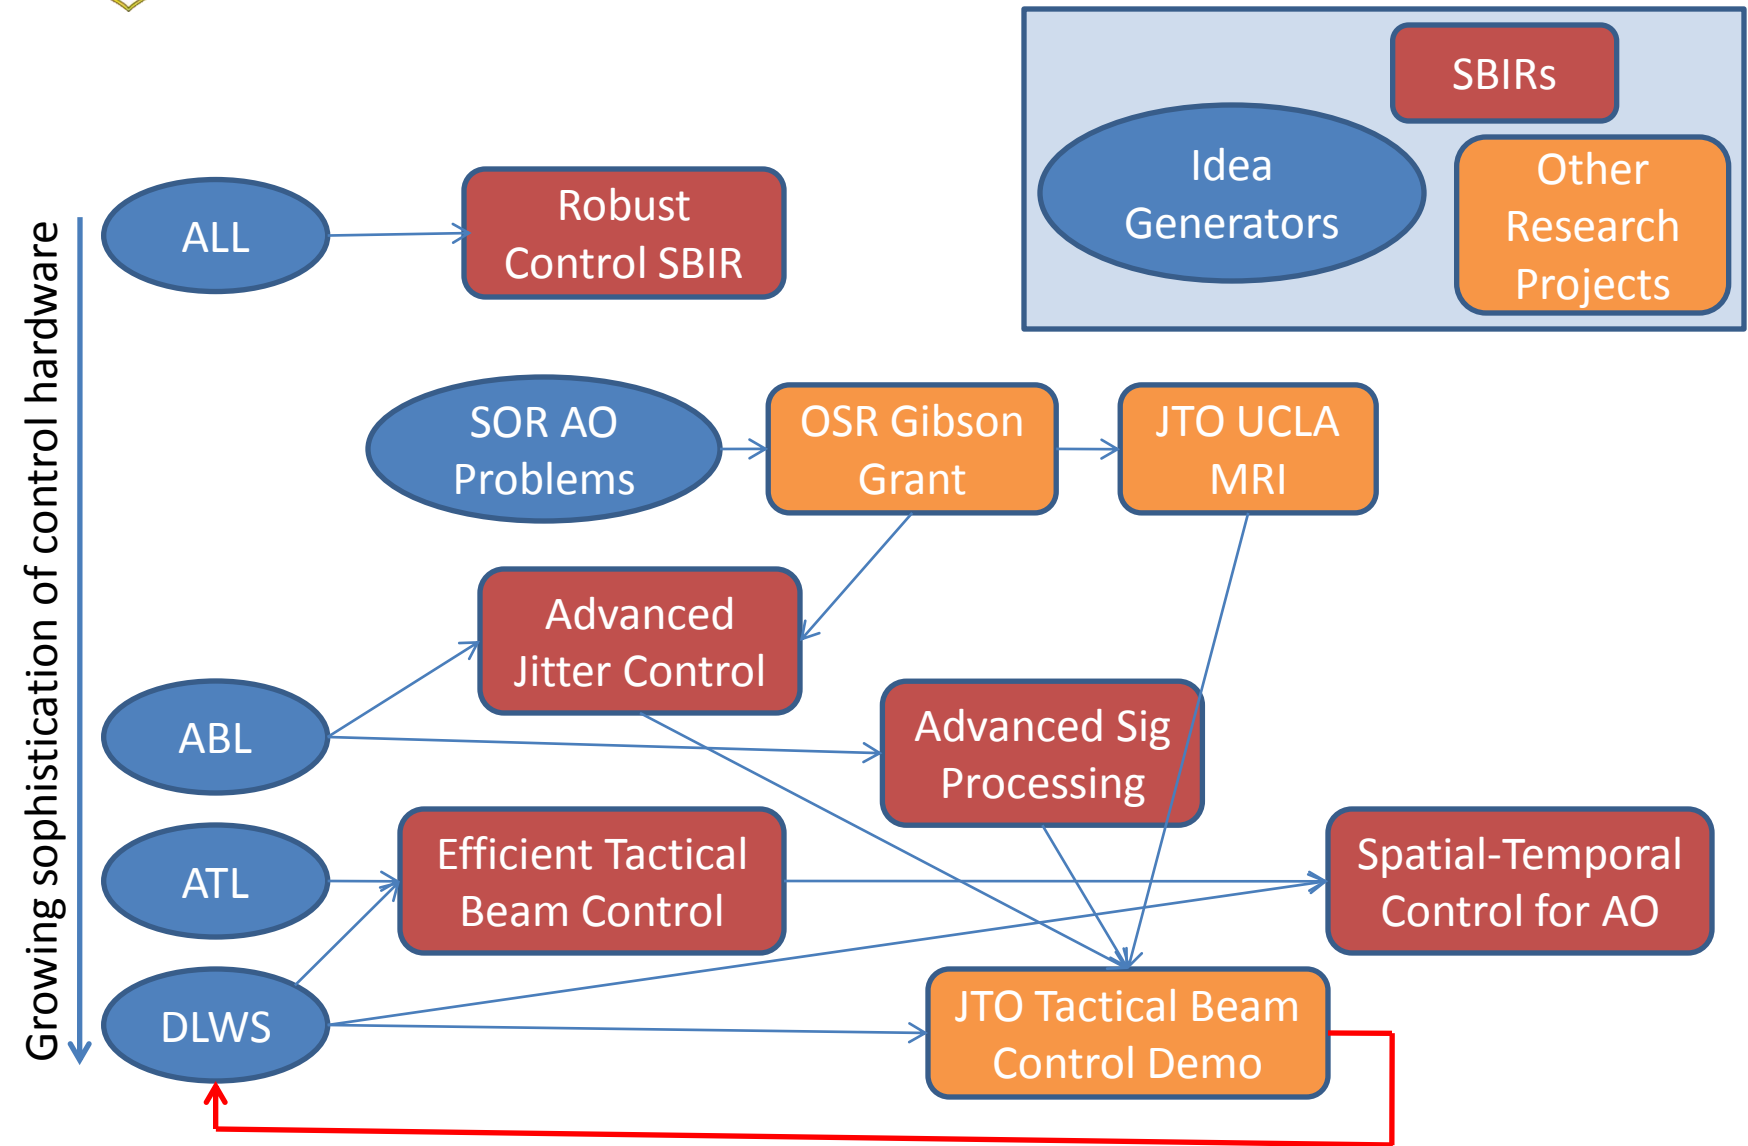 SBIRs
Idea
Generators
Other
Research
Projects
Growing sophistication of control hardware
ALL
Robust
Control SBIR
SOR AO
Problems
OSR Gibson
Grant
JTO UCLA
MRI
Advanced
Jitter Control
ABL
Advanced Sig
Processing
ATL
Efficient Tactical
Beam Control
Spatial-Temporal
Control for AO
DLWS
JTO Tactical Beam
Control Demo